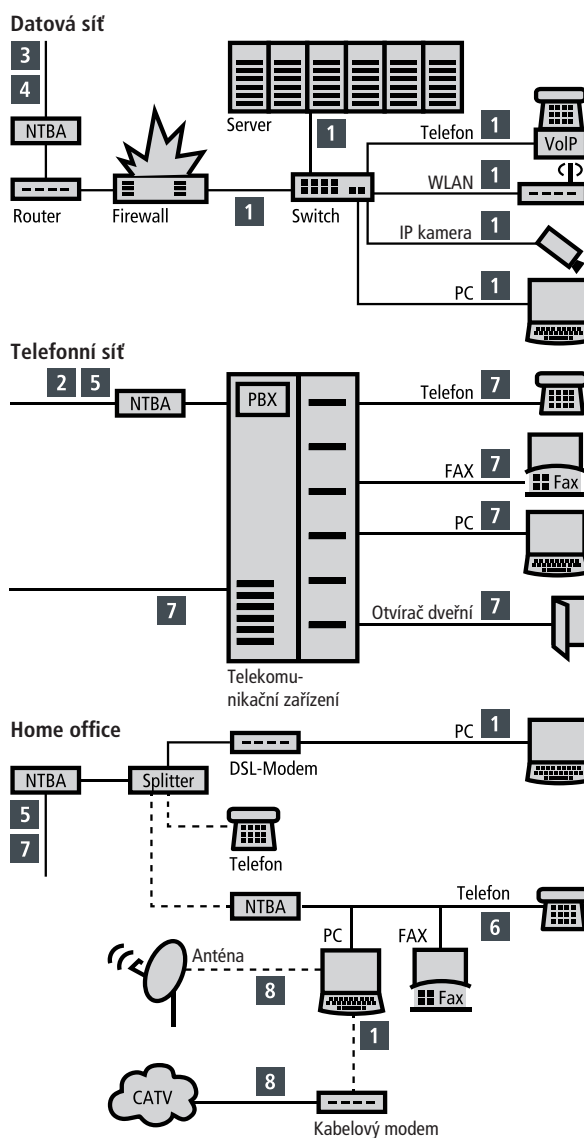 Datová síť
3
4
NTBA
Router
Firewall
1
Server
1
Switch
Telefon 1
VoIP
WLAN 1
IP kamera 1
PC 1
Telefonní síť
2 5
NTBA
PBX
Telefon 7
FAX 7
Fax
PC 7
7
Otvírač dveřní 7
Telekomu-
nikační zařízení
Home office
NTBA
5
7
Splitter
DSL-Modem
PC 1
Telefon
NTBA
Telefon
6
PC
FAX
Fax
Anténa
8
1
CATV
8
Kabelový modem